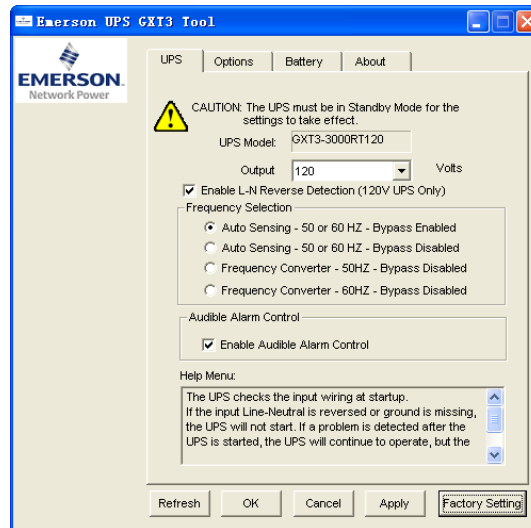 Emerson UPS GXT3 Tool
EMERSON
Network Power
UPS
Options
Battery
About
CAUTION: The UPS must be in Standby Mode for the
settings to take effect.
UPS Model:
GXT3-3000RT120
Output
120
Volts
Enable L-N Reverse Detection (120V UPS Only)
Frequency Selection
Auto Sensing - 50 or 60 HZ - Bypass Enabled
Auto Sensing - 50 or 60 HZ - Bypass Disabled
Frequency Converter - 50HZ - Bypass Disabled
Frequency Converter - 60HZ - Bypass Disabled
Audible Alarm Control
Enable Audible Alarm Control
Help Menu:
The UPS checks the input wiring at startup.
If the input Line-Neutral is reversed or ground is missing,
the UPS will not start. If a problem is detected after the
UPS is started, the UPS will continue to operate, but the
Refresh
OK
Cancel
Apply
Factory Setting